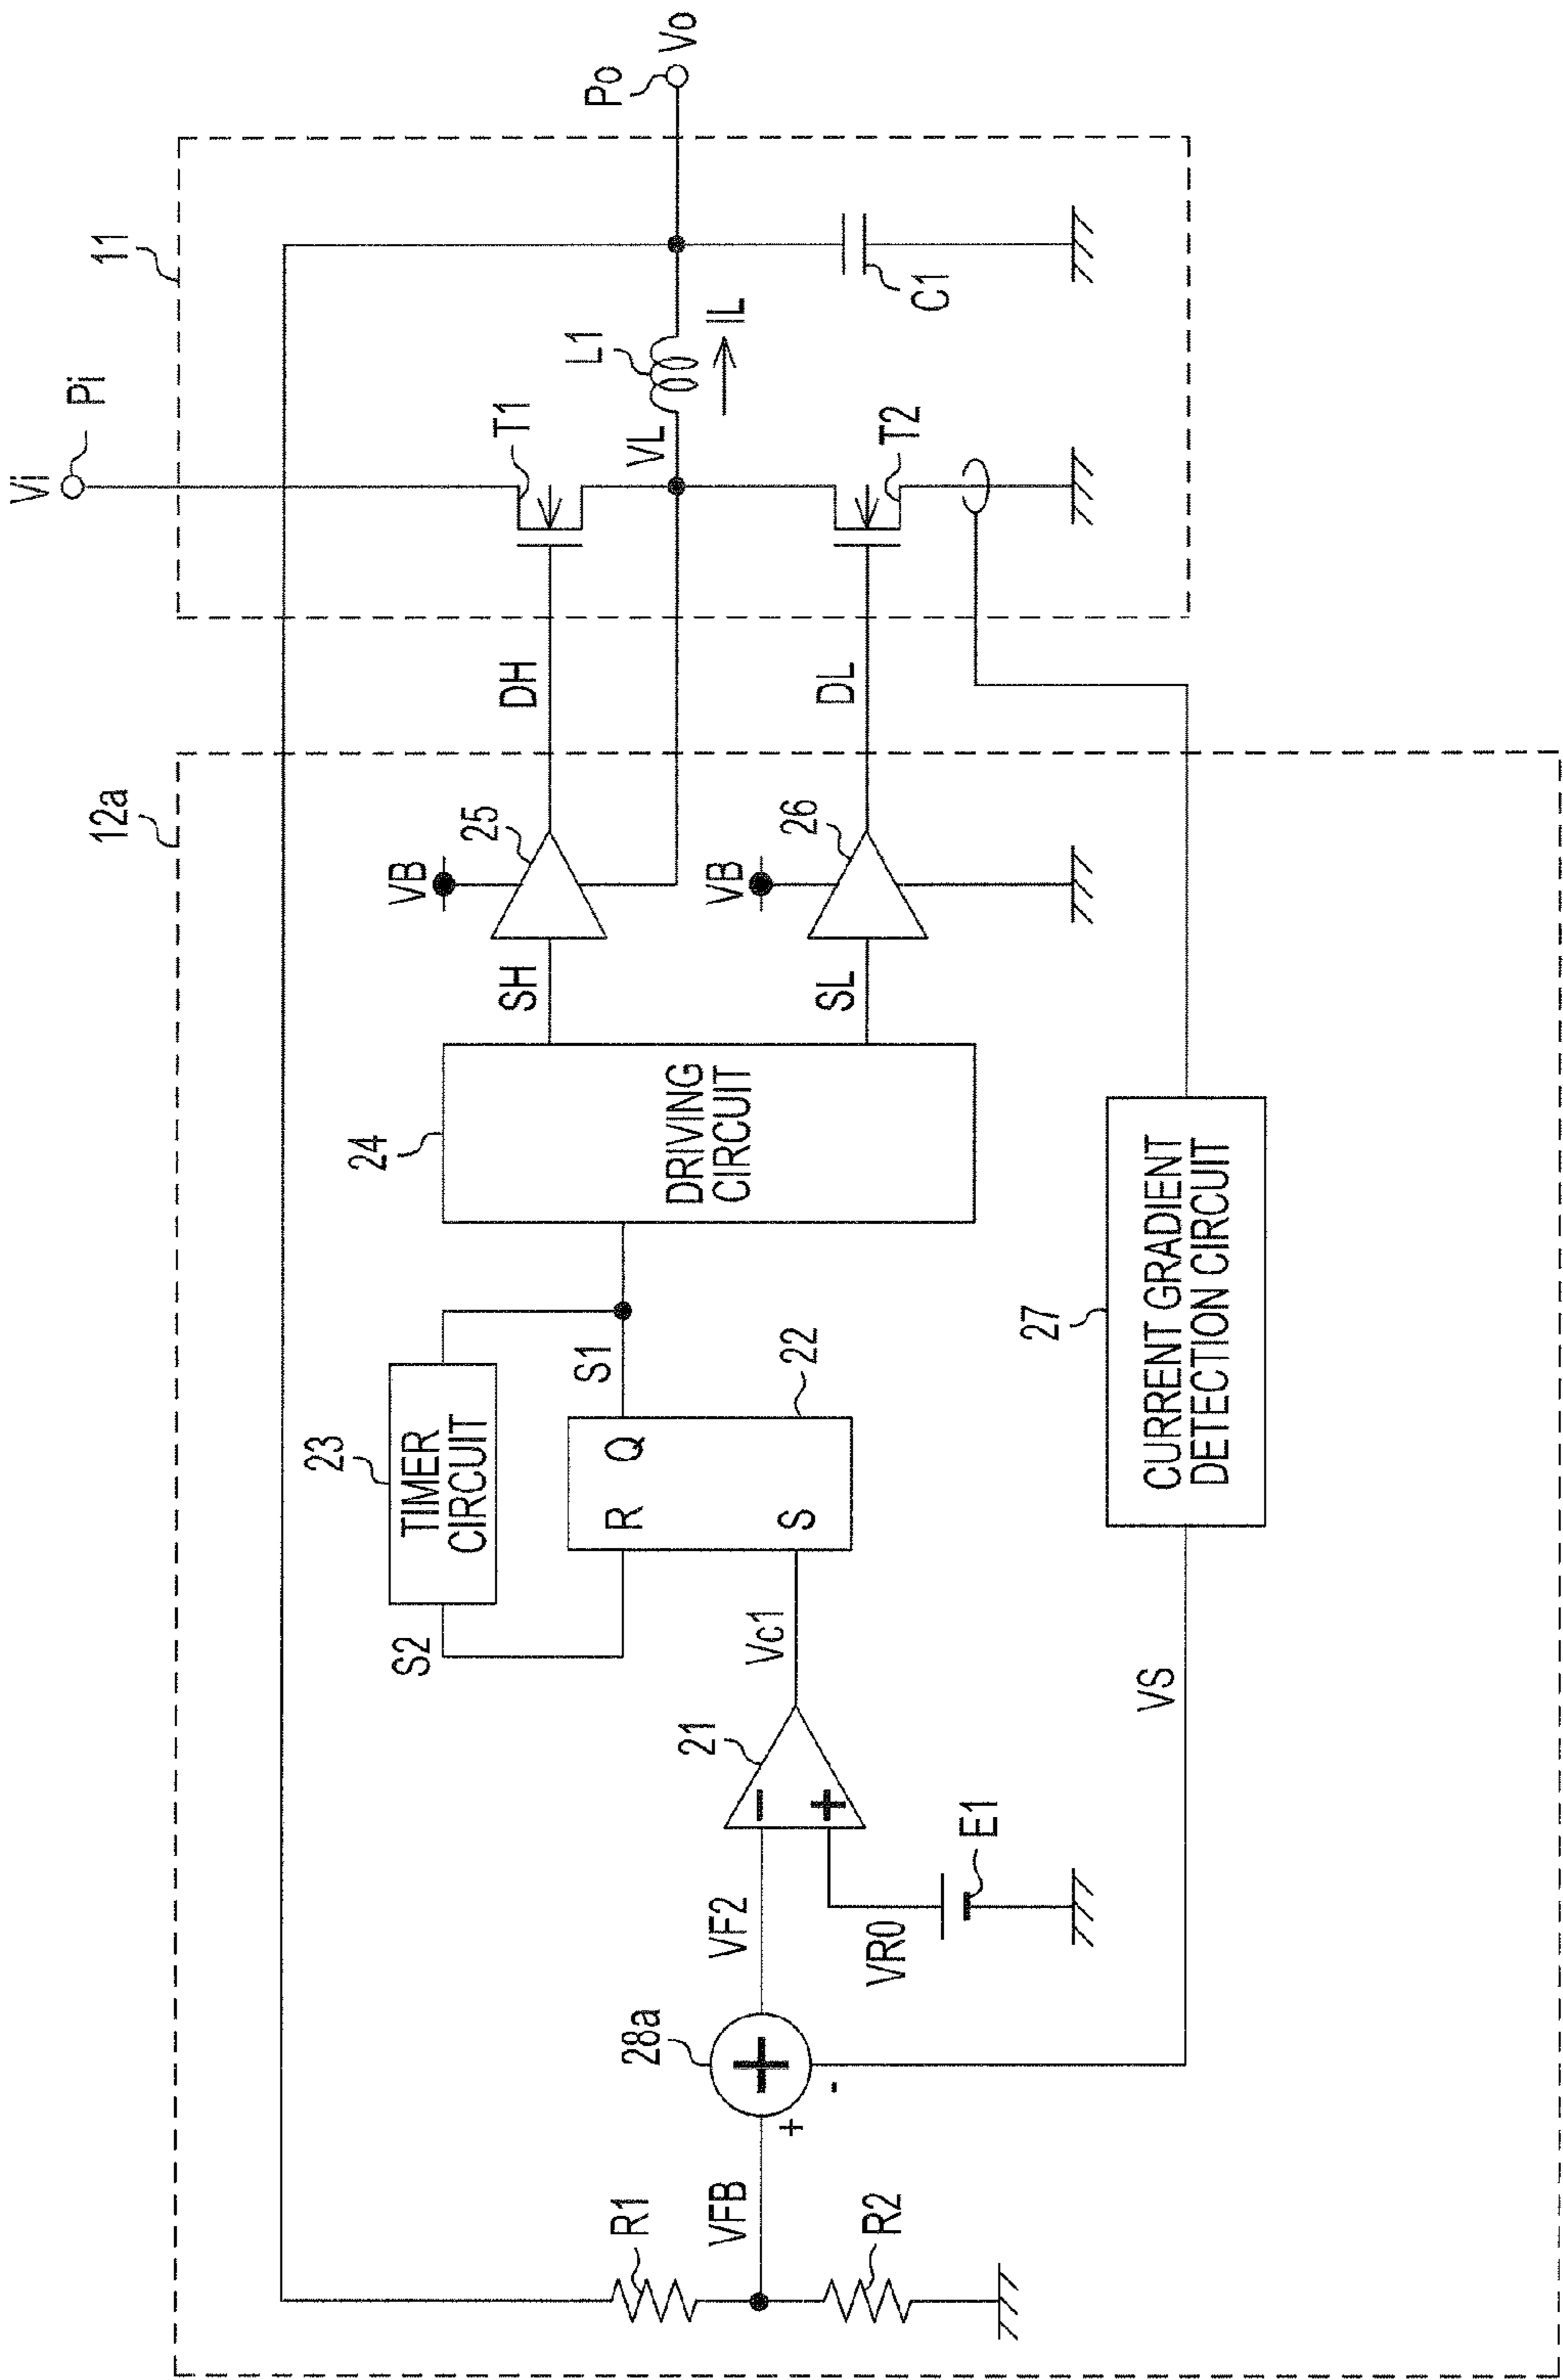 Vi
Pi
11
12a
Po
Vo
T1
L1
VL
IL
T2
C1
DH
DL
VB
25
VB
26
SH
SL
24
DRIVING
CIRCUIT
23
TIMER
CIRCUIT
S1
S2
R
Q
S
22
Vc1
21
−
+
VF2
VR0
E1
28a
+
+
-
VFB
R1
R2
27
CURRENT GRADIENT
DETECTION CIRCUIT
VS